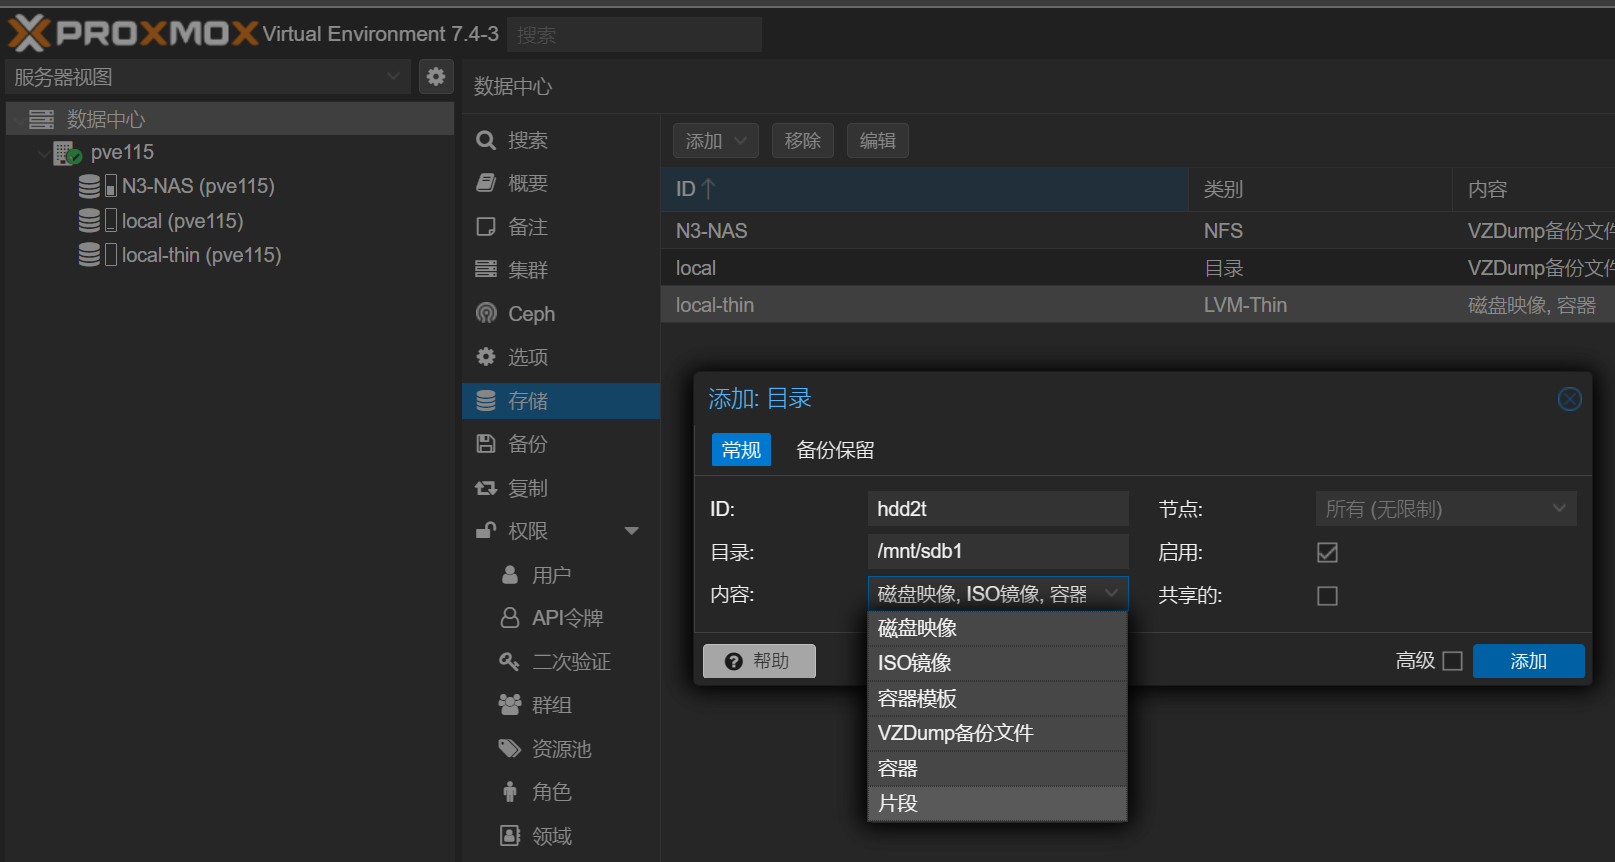 PROXMOX Virtual Environment 7.4-3 搜索
服务器视图
数据中心
pve115
N3-NAS (pve115)
local (pve115)
local-thin (pve115)
数据中心
搜索
概要
备注
集群
Ceph
选项
存储
备份
复制
权限
用户
API令牌
二次验证
群组
资源池
角色
领域
添加 移除 编辑
ID 类别 内容
N3-NAS NFS VZDump备份文件
local 目录 VZDump备份文件
local-thin LVM-Thin 磁盘映像, 容器
添加: 目录
常规 备份保留
ID: hdd2t 节点: 所有 (无限制)
目录: /mnt/sdb1 启用:
内容: 磁盘映像, ISO镜像, 容器 共享的:
磁盘映像
ISO镜像
容器模板
VZDump备份文件
容器
片段
帮助 高级 添加